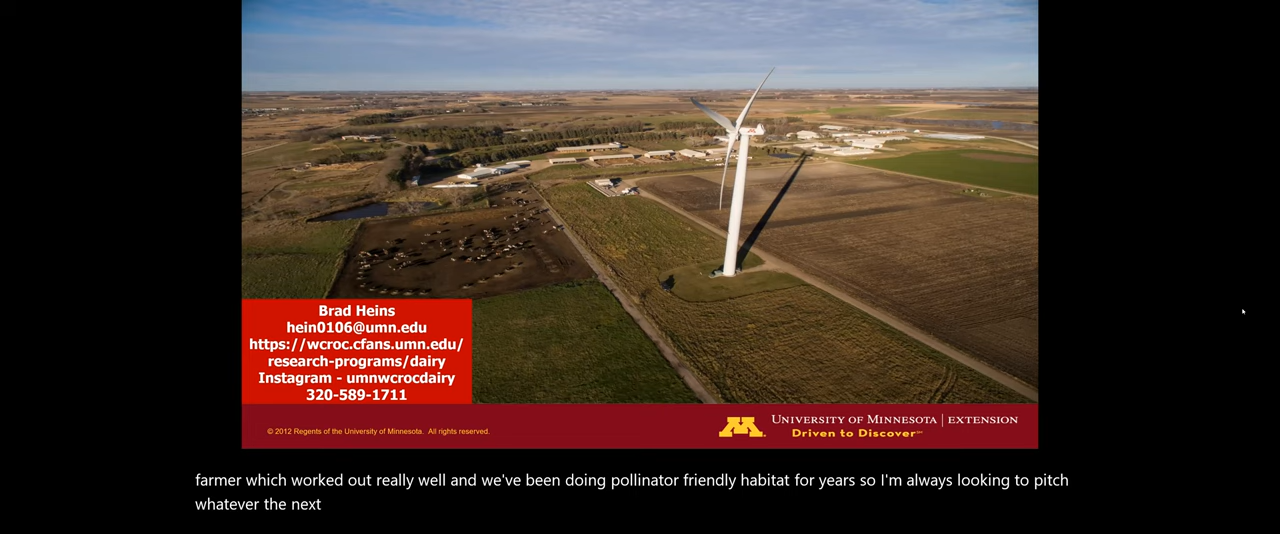 Brad Heins
hein0106@umn.edu
https://wcroc.cfans.umn.edu/
research-programs/dairy
Instagram - umnwcrocdairy
320-589-1711
© 2012 Regents of the University of Minnesota. All rights reserved.
UNIVERSITY OF MINNESOTA | EXTENSION
Driven to Discover℠
farmer which worked out really well and we've been doing pollinator friendly habitat for years so I'm always looking to pitch
whatever the next